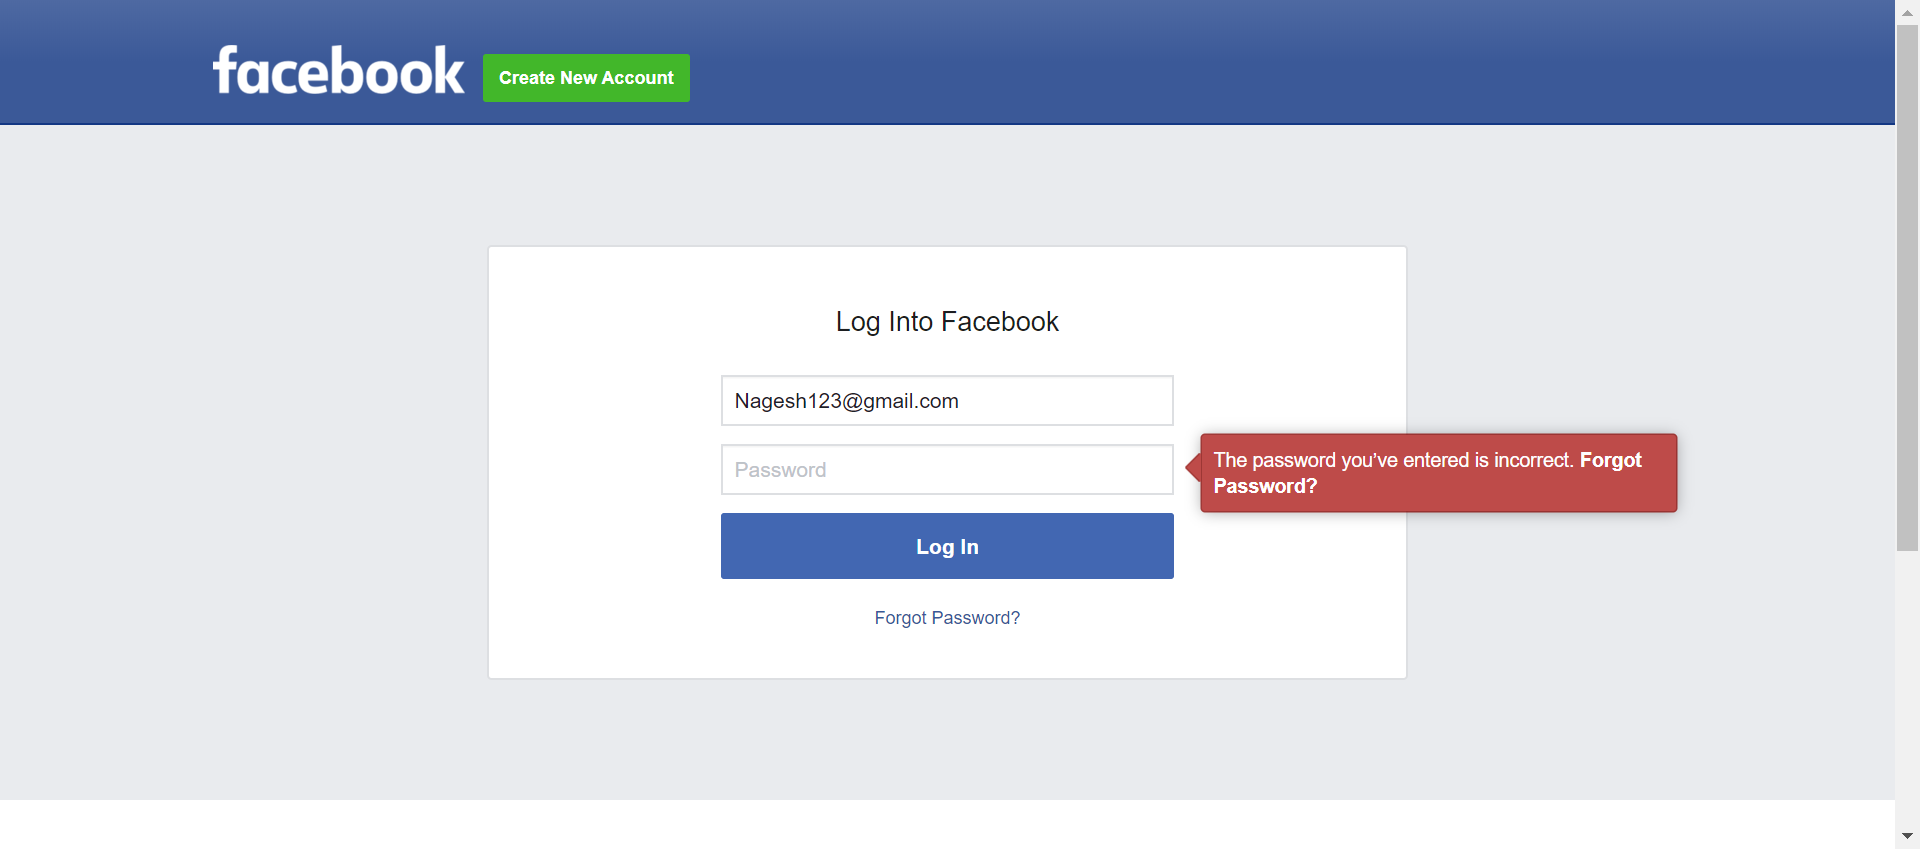 facebook
Create New Account
Log Into Facebook
Nagesh123@gmail.com
Password
The password you’ve entered is incorrect. Forgot
Password?
Log In
Forgot Password?